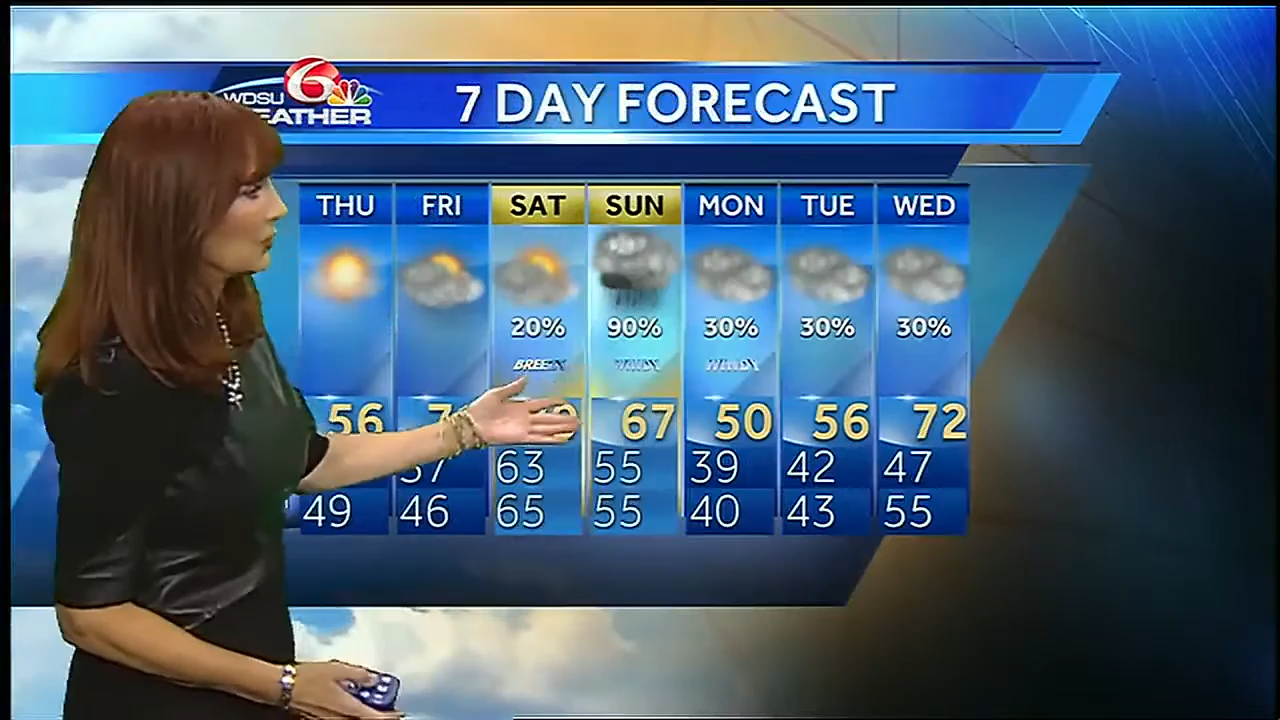 WDSU 6
WEATHER
7 DAY FORECAST
THU FRI SAT SUN MON TUE WED
20% 90% 30% 30% 30%
BREEZY WINDY WINDY
56 67 50 56 72
63 55 39 42 47
49 46 65 55 40 43 55